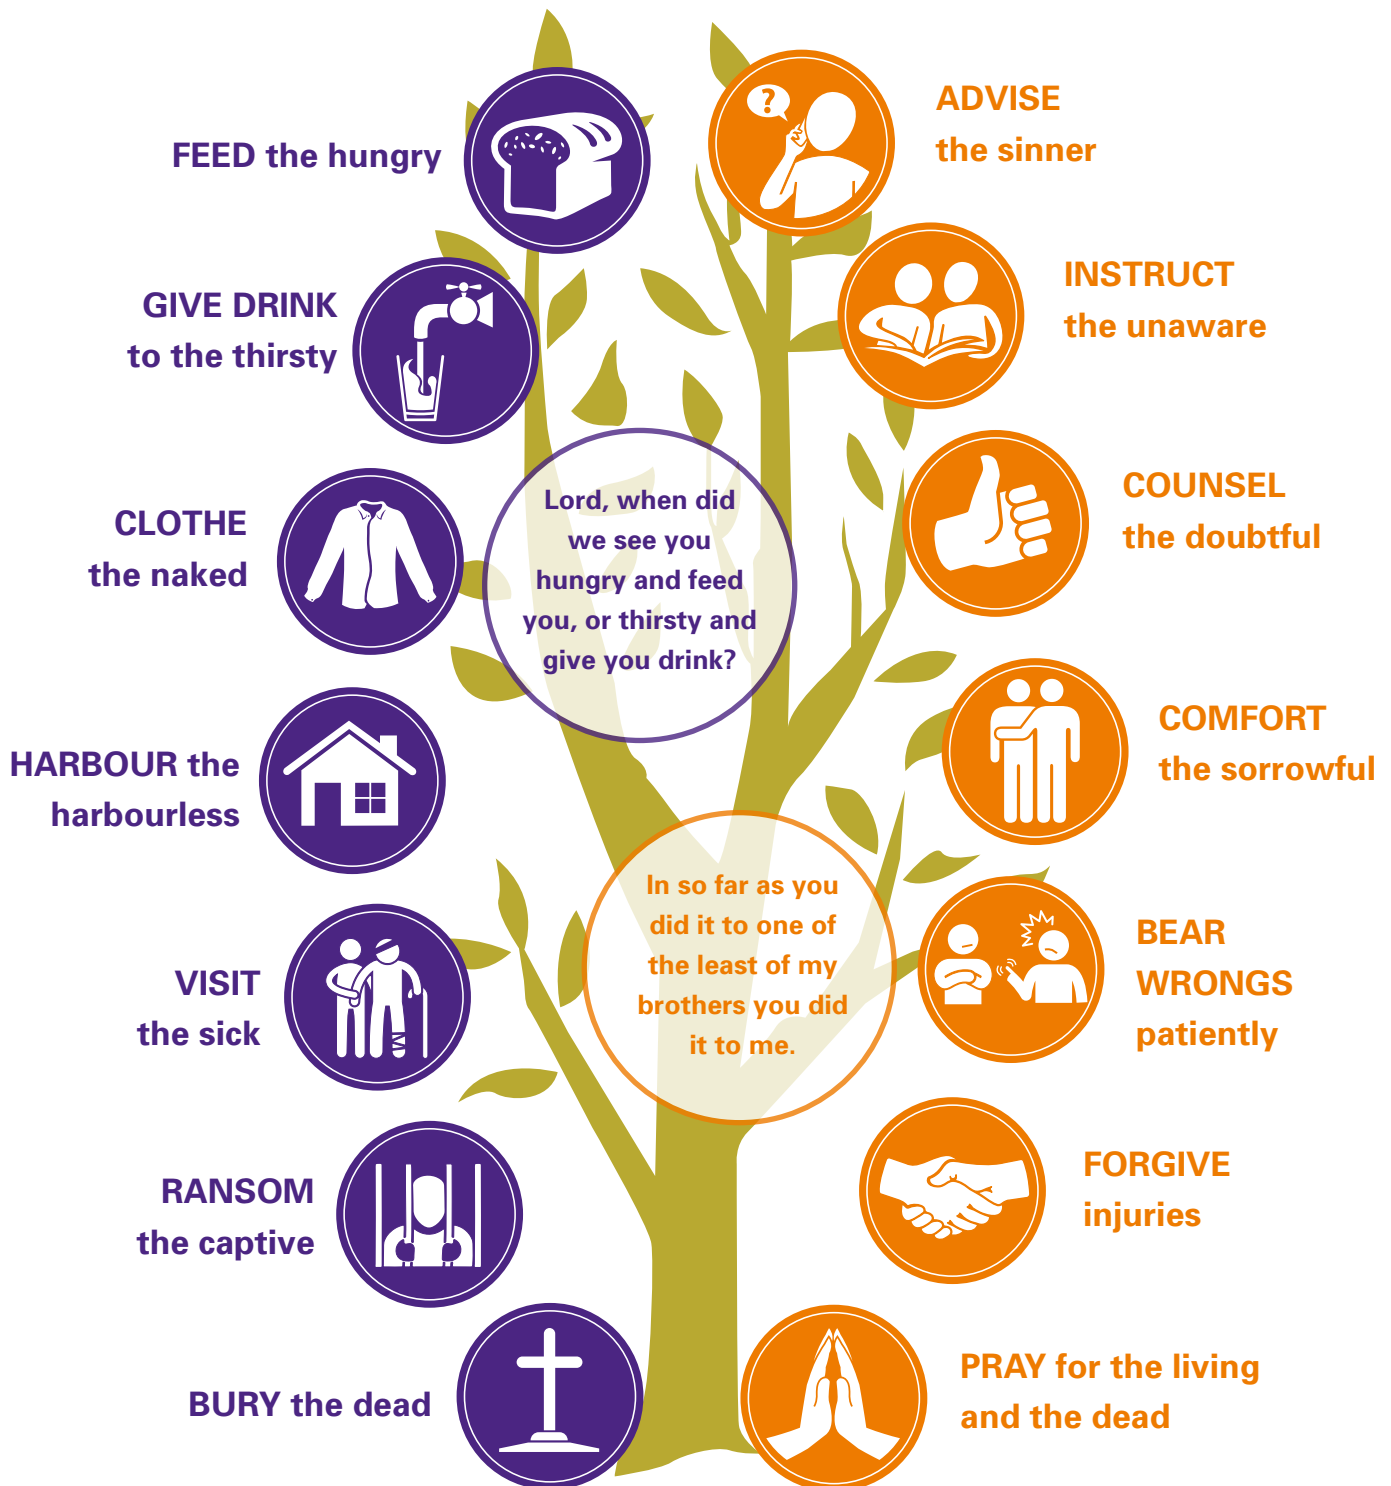 FEED the hungry
GIVE DRINK
to the thirsty
CLOTHE
the naked
HARBOUR the
harbourless
VISIT
the sick
RANSOM
the captive
BURY the dead
Lord, when did
we see you
hungry and feed
you, or thirsty and
give you drink?
In so far as you
did it to one of
the least of my
brothers you did
it to me.
?
ADVISE
the sinner
INSTRUCT
the unaware
COUNSEL
the doubtful
COMFORT
the sorrowful
BEAR
WRONGS
patiently
FORGIVE
injuries
PRAY for the living
and the dead